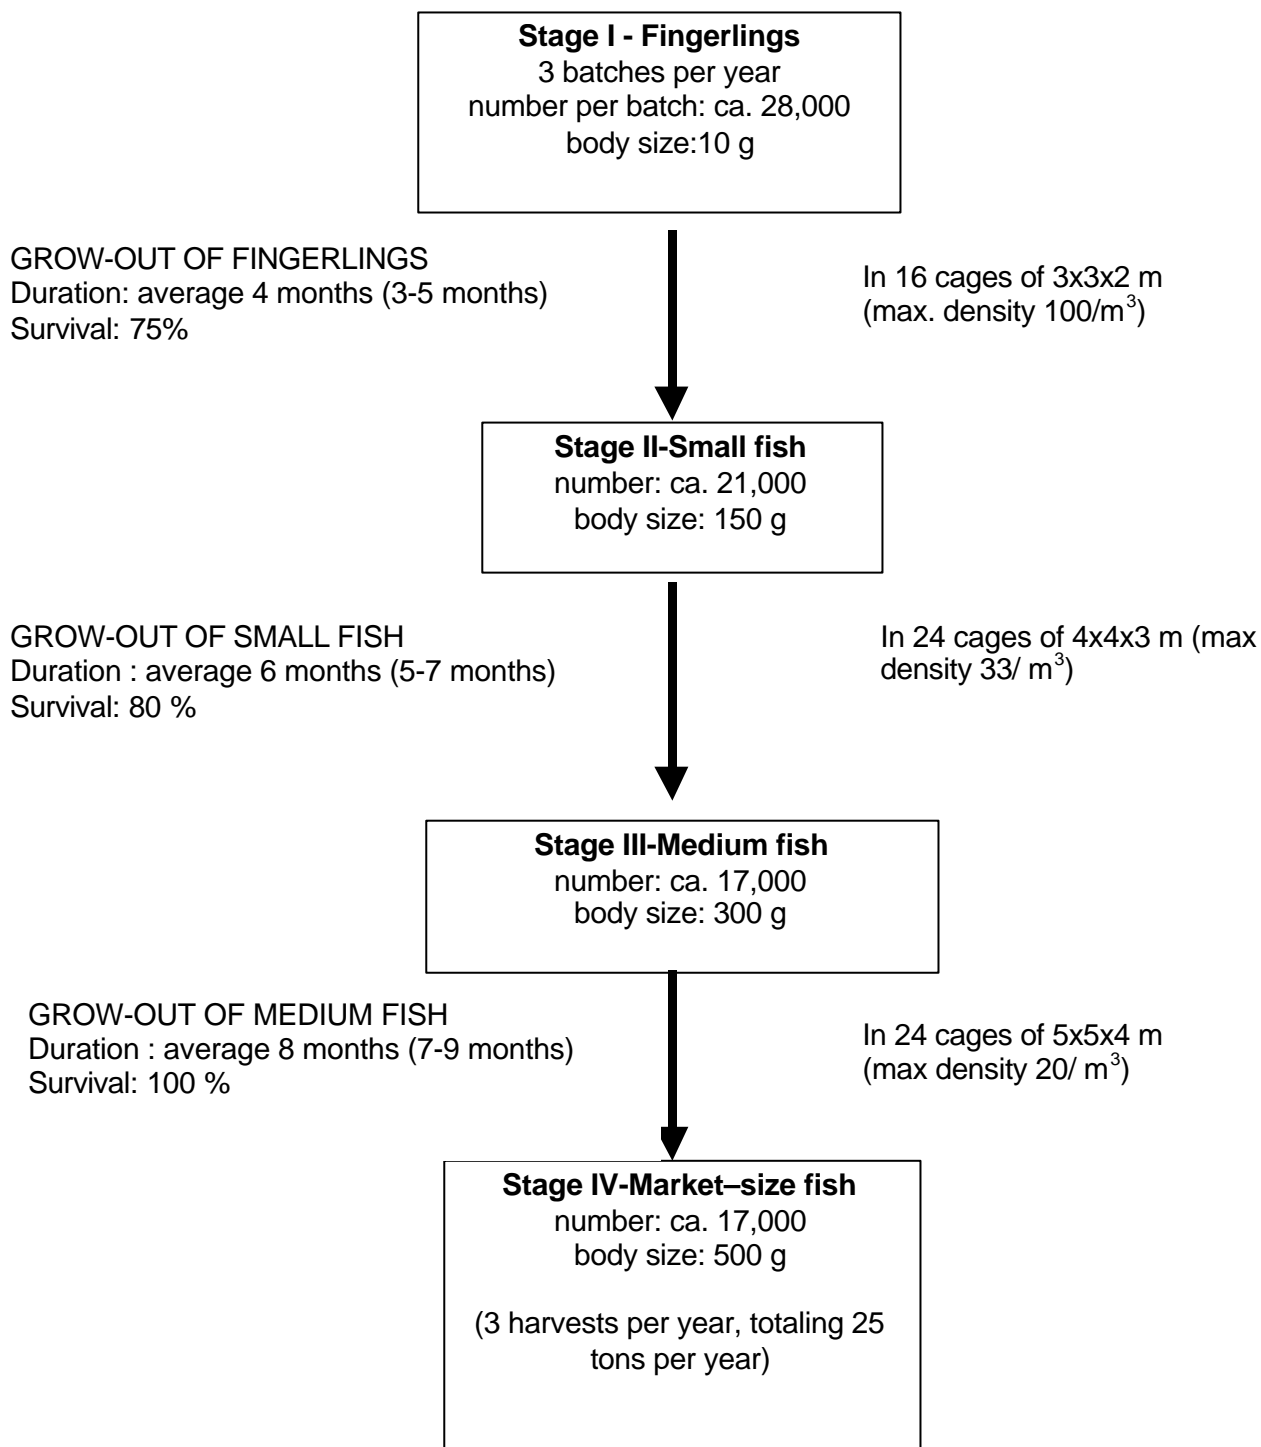 Stage I - Fingerlings
3 batches per year
number per batch: ca. 28,000
body size:10 g
GROW-OUT OF FINGERLINGS
Duration: average 4 months (3-5 months)
Survival: 75%
In 16 cages of 3x3x2 m
(max. density 100/m³)
Stage II-Small fish
number: ca. 21,000
body size: 150 g
GROW-OUT OF SMALL FISH
Duration : average 6 months (5-7 months)
Survival: 80 %
In 24 cages of 4x4x3 m (max
density 33/ m³)
Stage III-Medium fish
number: ca. 17,000
body size: 300 g
GROW-OUT OF MEDIUM FISH
Duration : average 8 months (7-9 months)
Survival: 100 %
In 24 cages of 5x5x4 m
(max density 20/ m³)
Stage IV-Market–size fish
number: ca. 17,000
body size: 500 g
(3 harvests per year, totaling 25
tons per year)